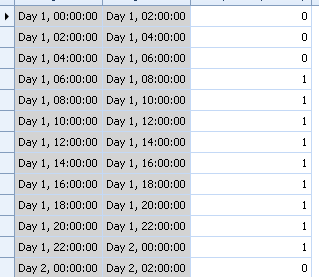 Day 1, 00:00:00 Day 1, 02:00:00 0
Day 1, 02:00:00 Day 1, 04:00:00 0
Day 1, 04:00:00 Day 1, 06:00:00 0
Day 1, 06:00:00 Day 1, 08:00:00 1
Day 1, 08:00:00 Day 1, 10:00:00 1
Day 1, 10:00:00 Day 1, 12:00:00 1
Day 1, 12:00:00 Day 1, 14:00:00 1
Day 1, 14:00:00 Day 1, 16:00:00 1
Day 1, 16:00:00 Day 1, 18:00:00 1
Day 1, 18:00:00 Day 1, 20:00:00 1
Day 1, 20:00:00 Day 1, 22:00:00 1
Day 1, 22:00:00 Day 2, 00:00:00 1
Day 2, 00:00:00 Day 2, 02:00:00 0